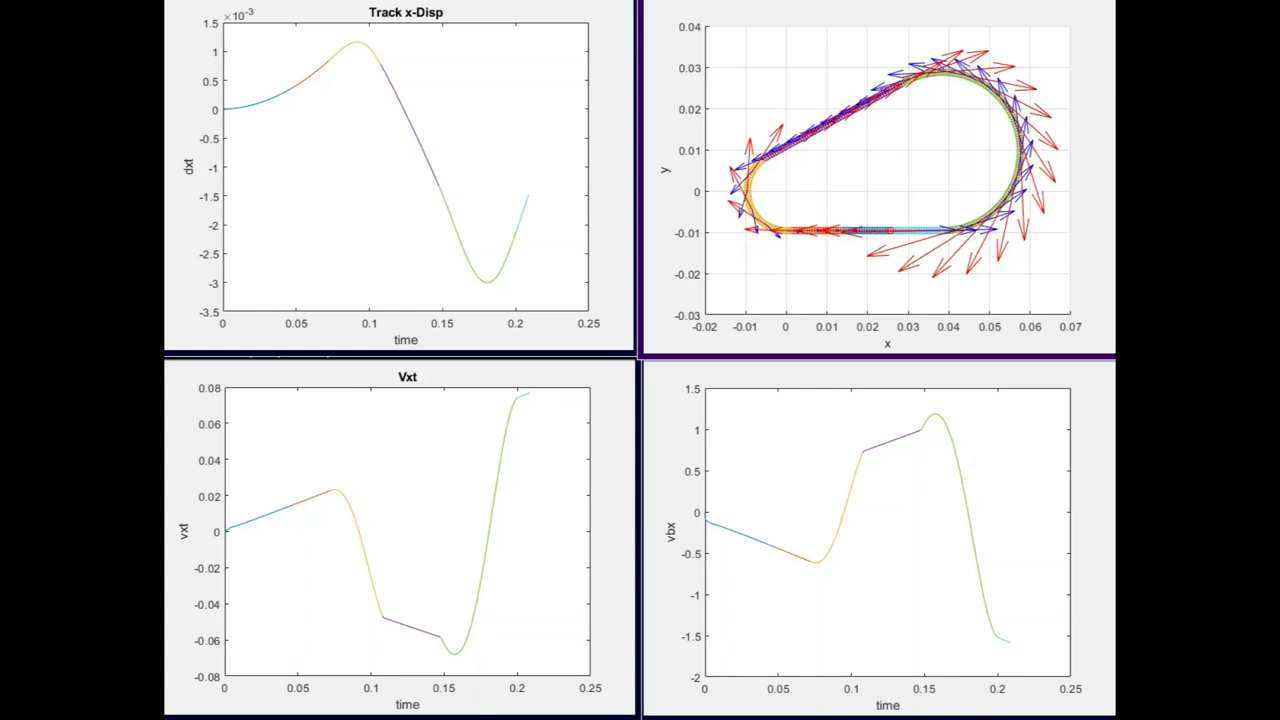 Track x-Disp
×10⁻³
1.5
1
0.5
0
-0.5
-1
-1.5
-2
-2.5
-3
-3.5
dxt
0 0.05 0.1 0.15 0.2 0.25
time
0.04
0.03
0.02
0.01
0
-0.01
-0.02
-0.03
y
-0.02 -0.01 0 0.01 0.02 0.03 0.04 0.05 0.06 0.07
x
Vxt
0.08
0.06
0.04
0.02
0
-0.02
-0.04
-0.06
-0.08
vxt
0 0.05 0.1 0.15 0.2 0.25
time
1.5
1
0.5
0
-0.5
-1
-1.5
-2
vbx
0 0.05 0.1 0.15 0.2 0.25
time